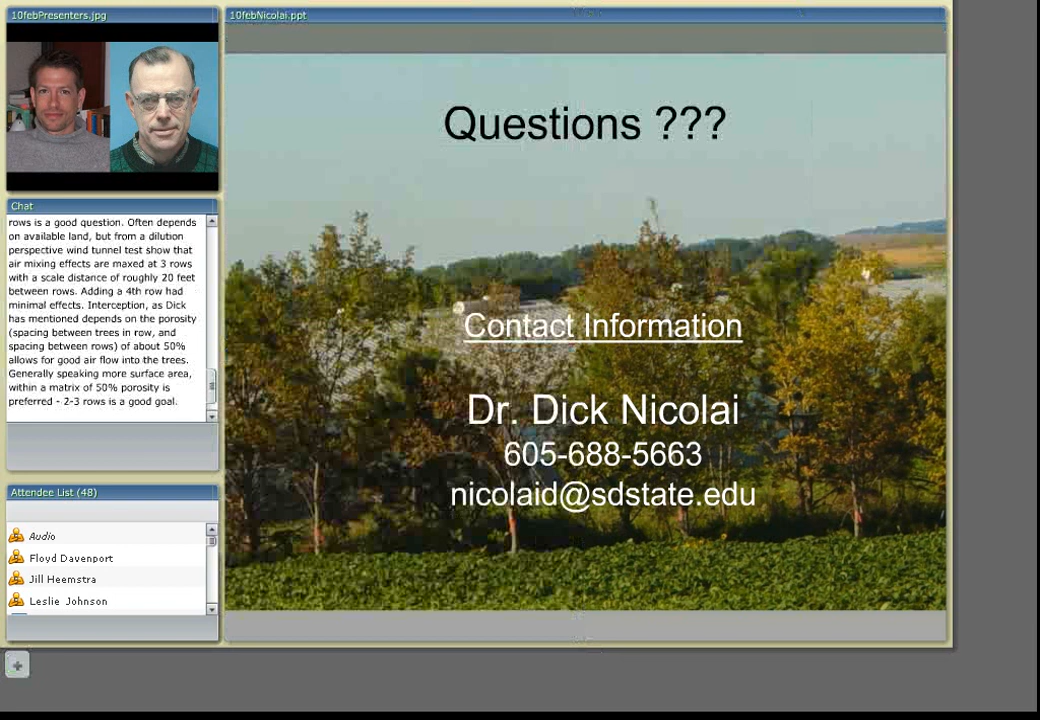 10febPresenters.jpg
10febNicolai.ppt
Questions ???
Contact Information
Dr. Dick Nicolai
605-688-5663
nicolaid@sdstate.edu
Chat
rows is a good question. Often depends
on available land, but from a dilution
perspective wind tunnel test show that
air mixing effects are maxed at 3 rows
with a scale distance of roughly 20 feet
between rows. Adding a 4th row had
minimal effects. Interception, as Dick
has mentioned depends on the porosity
(spacing between trees in row, and
spacing between rows) of about 50%
allows for good air flow into the trees.
Generally speaking more surface area,
within a matrix of 50% porosity is
preferred - 2-3 rows is a good goal.
Attendee List (48)
Audio
Floyd Davenport
Jill Heemstra
Leslie Johnson